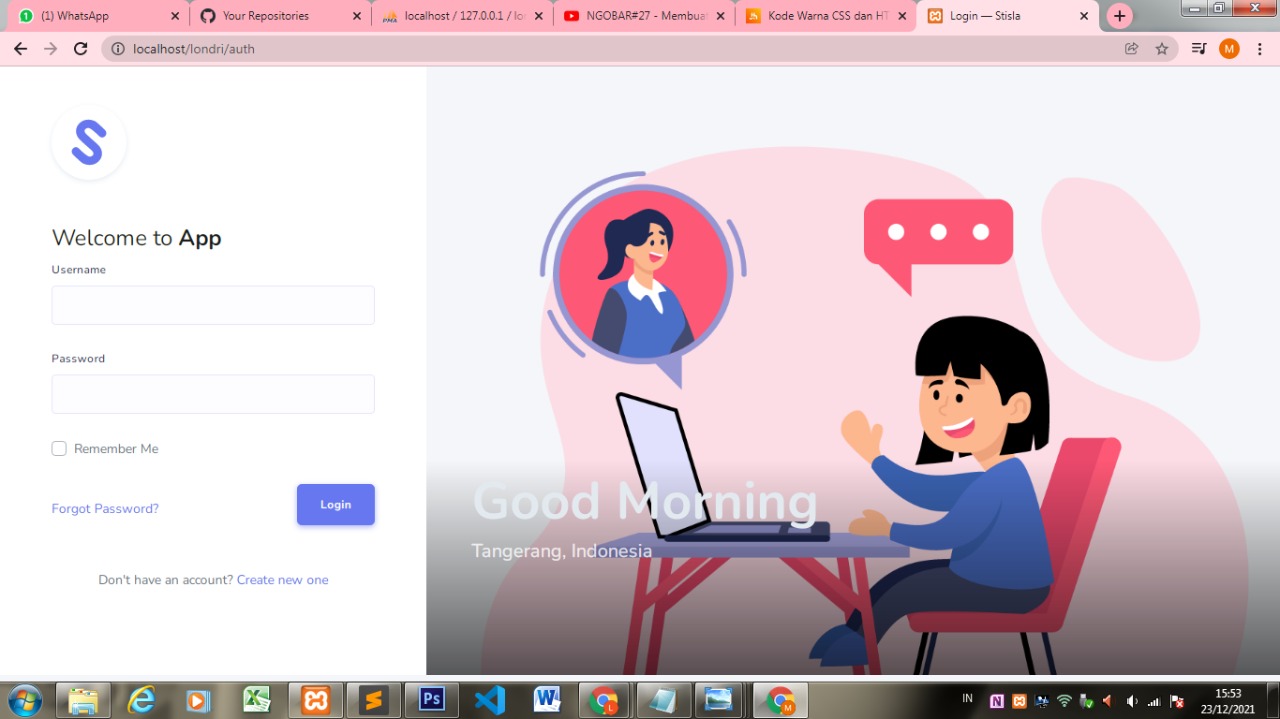 (1) WhatsApp
Your Repositories
localhost / 127.0.0.1 / lo
NGOBAR#27 - Membua
Kode Warna CSS dan HT
Login — Stisla
localhost/londri/auth
M
Welcome to App
Username
Password
Remember Me
Forgot Password?
Login
Don't have an account? Create new one
Good Morning
Tangerang, Indonesia
IN
15:53
23/12/2021